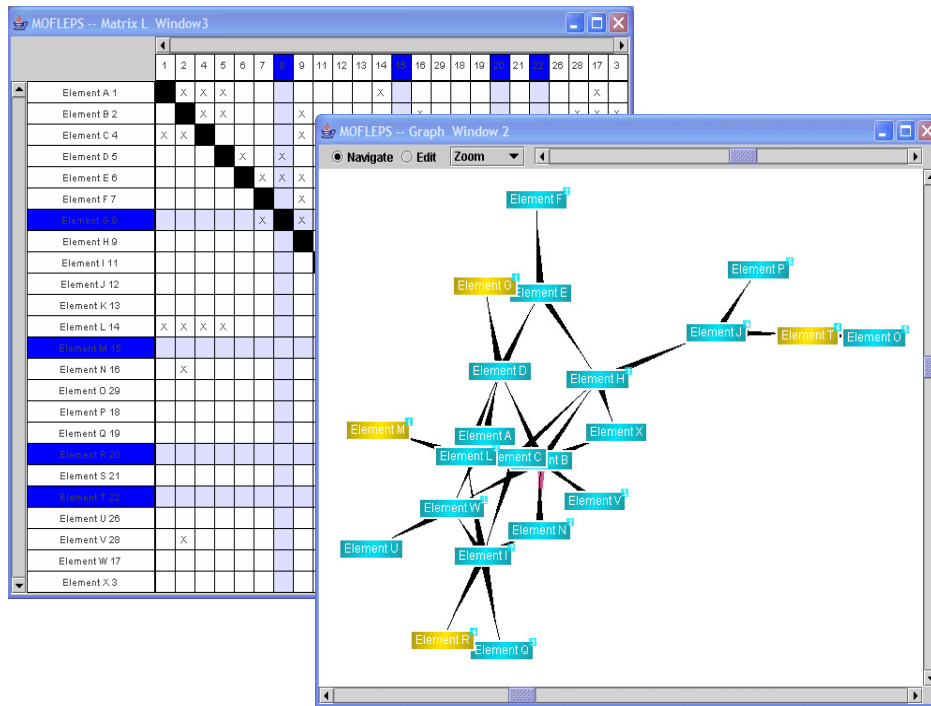 MOFLEPS -- Matrix L Window3
1 2 4 5 6 7 8 9 11 12 13 14 15 16 29 18 19 20 21 22 26 28 17 3
Element A 1 X X X X X
Element B 2 X X X X X X X
Element C 4 X X X
Element D 5 X X
Element E 6 X X X
Element F 7 X
Element G 8 X X
Element H 9
Element I 11
Element J 12
Element K 13
Element L 14 X X X X
Element M 15
Element N 16 X
Element O 29
Element P 18
Element Q 19
Element R 20
Element S 21
Element T 22
Element U 26
Element V 28 X
Element W 17
Element X 3
MOFLEPS -- Graph Window 2
Navigate Edit Zoom
Element F
Element P
Element G
Element E
Element J
Element T
Element O
Element D
Element H
Element M
Element A
Element X
Element L
ement C
nt B
Element W
Element V
Element N
Element U
Element I
Element R
Element Q